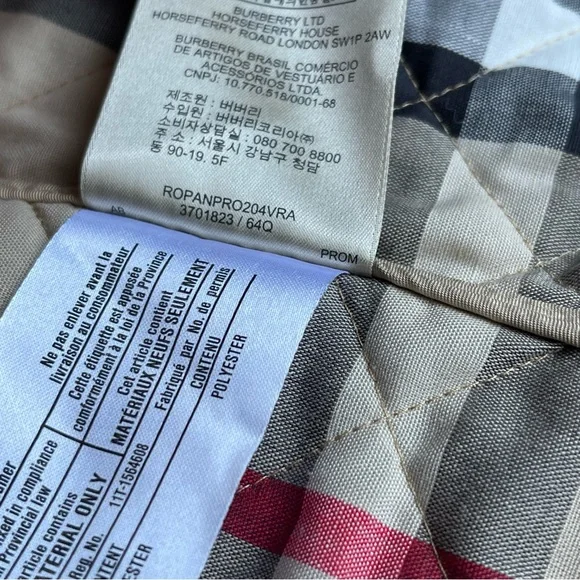 BURBERRY LTD
HORSEFERRY HOUSE
HORSEFERRY ROAD LONDON SW1P 2AW
BURBERRY BRASIL COMÉRCIO
DE ARTIGOS DE VESTUARIO E
ACESSORIOS LTDA.
CNPJ: 10.770.518/0001-68
제조원 : 버버리
수입원 : 버버리코리아㈜
소비자상담실 : 080 700 8800
주소 : 서울시 강남구 청담
동 90-19. 5F
ROPANPRO204VRA
3701823 / 64Q
PROM
A9
Ne pas enlever avant la
livraison au consommateur
Cette étiquette est apposée
conformément à la loi de la Province
Cet article contient
MATÉRIAUX NEUFS SEULEMENT
Fabriqué par No. de permis
CONTENU
POLYESTER
in compliance
Provincial law
article contains
MATERIAL ONLY
Reg. No. 11T-1564608